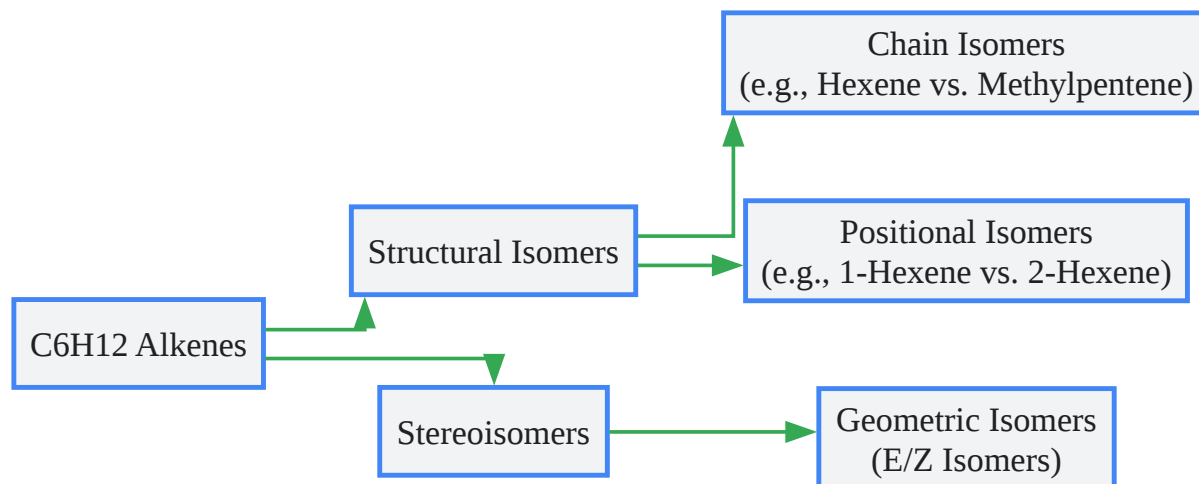 Chain Isomers
(e.g., Hexene vs. Methylpentene)
Structural Isomers
Positional Isomers
(e.g., 1-Hexene vs. 2-Hexene)
C6H12 Alkenes
Stereoisomers
Geometric Isomers
(E/Z Isomers)